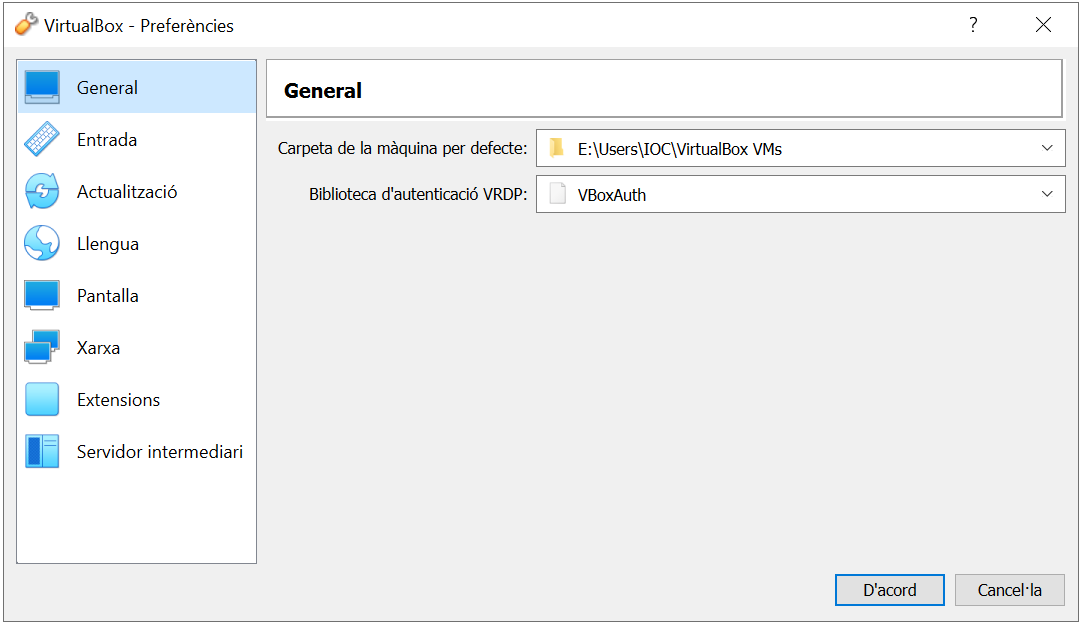 VirtualBox - Preferències
?
General
Entrada
Actualització
Llengua
Pantalla
Xarxa
Extensions
Servidor intermediari
General
Carpeta de la màquina per defecte: E:\Users\IOC\VirtualBox VMs
Biblioteca d'autenticació VRDP: VBoxAuth
D'acord Cancel·la